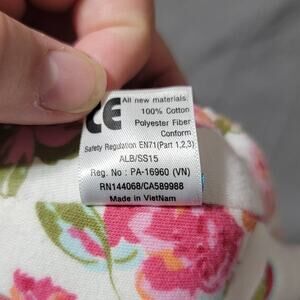 All new materials
100% Cotton
Polyester Fiber
CE
Conform
Safety Regulation EN71(Part 1,2,3)
ALB/SS15
Reg. No : PA-16960 (VN)
RN144068/CA589988
Made in VietNam